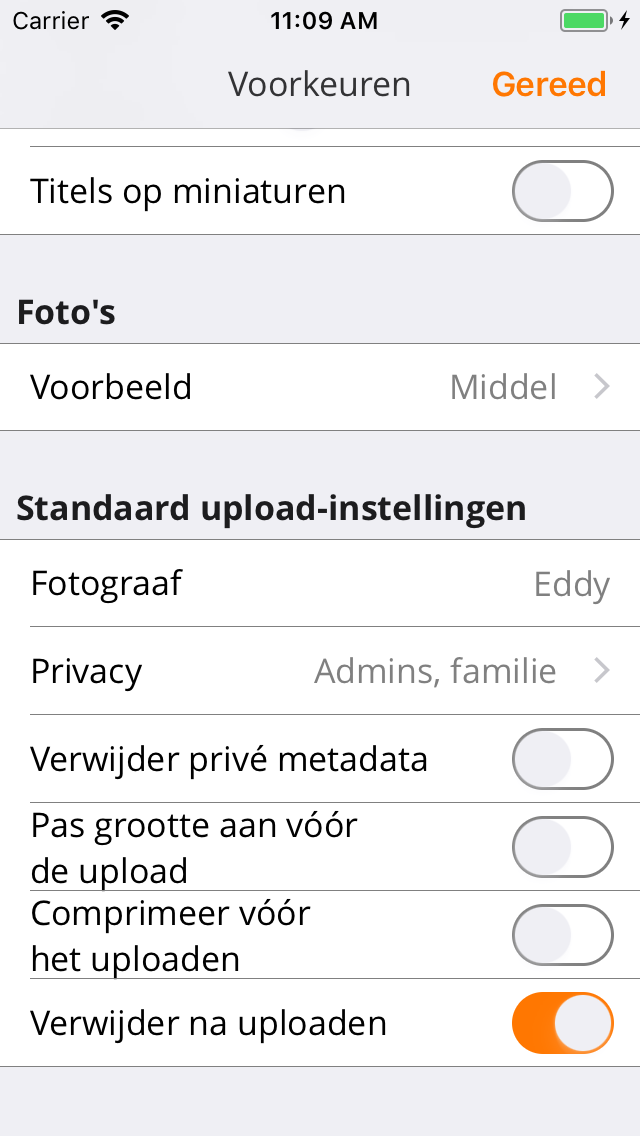 Carrier 11:09 AM
Voorkeuren Gereed
Titels op miniaturen
Foto's
Voorbeeld Middel
Standaard upload-instellingen
Fotograaf Eddy
Privacy Admins, familie
Verwijder privé metadata
Pas grootte aan vóór
de upload
Comprimeer vóór
het uploaden
Verwijder na uploaden